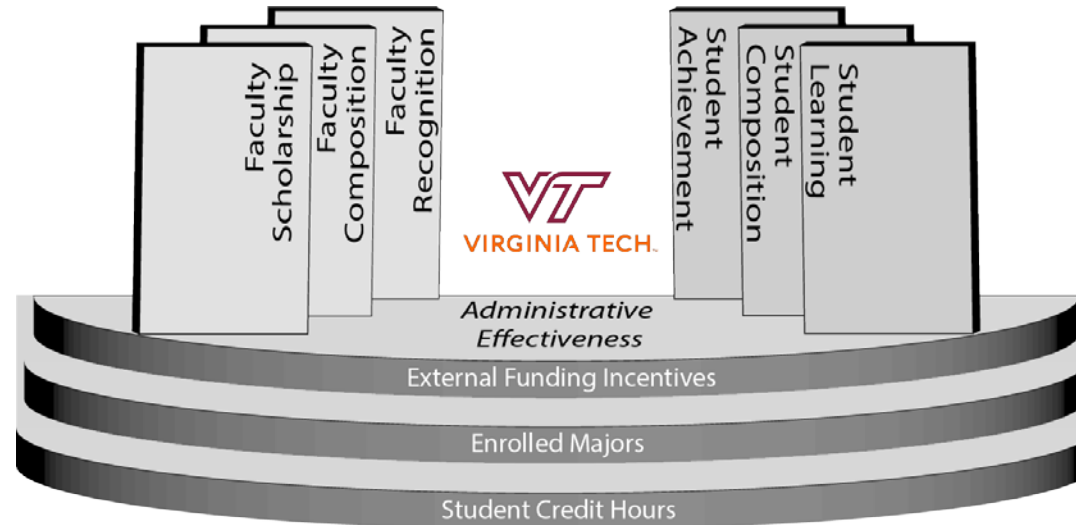 Faculty
Scholarship
Faculty
Composition
Faculty
Recognition
Student
Achievement
Student
Composition
Student
Learning
VT
VIRGINIA TECH™
Administrative
Effectiveness
External Funding Incentives
Enrolled Majors
Student Credit Hours